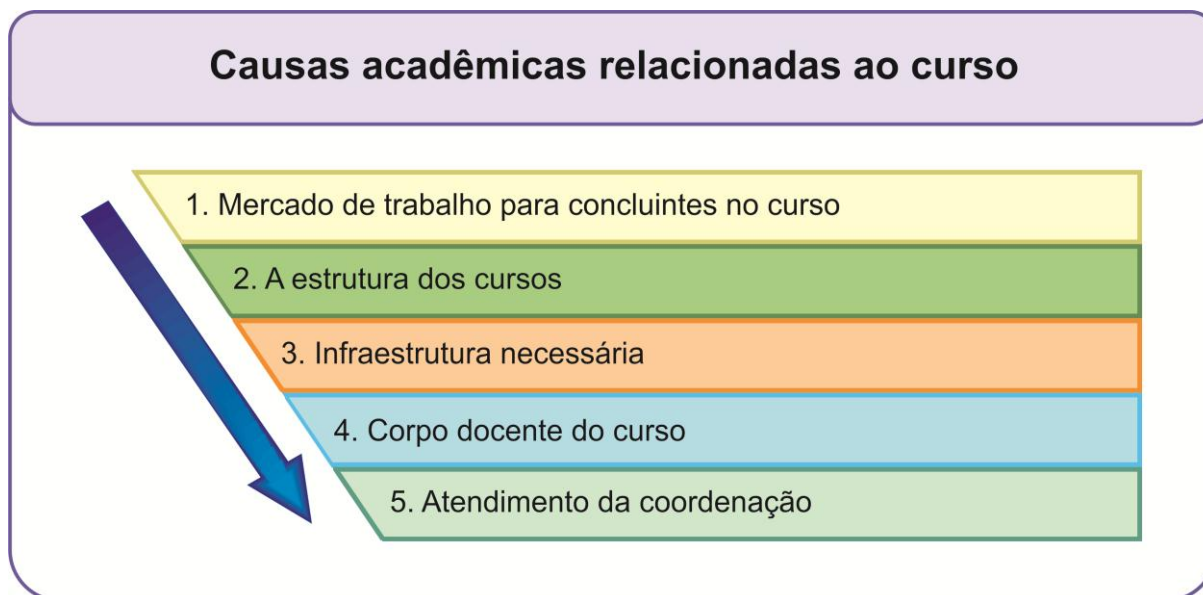 Causas acadêmicas relacionadas ao curso
1. Mercado de trabalho para concluintes no curso
2. A estrutura dos cursos
3. Infraestrutura necessária
4. Corpo docente do curso
5. Atendimento da coordenação